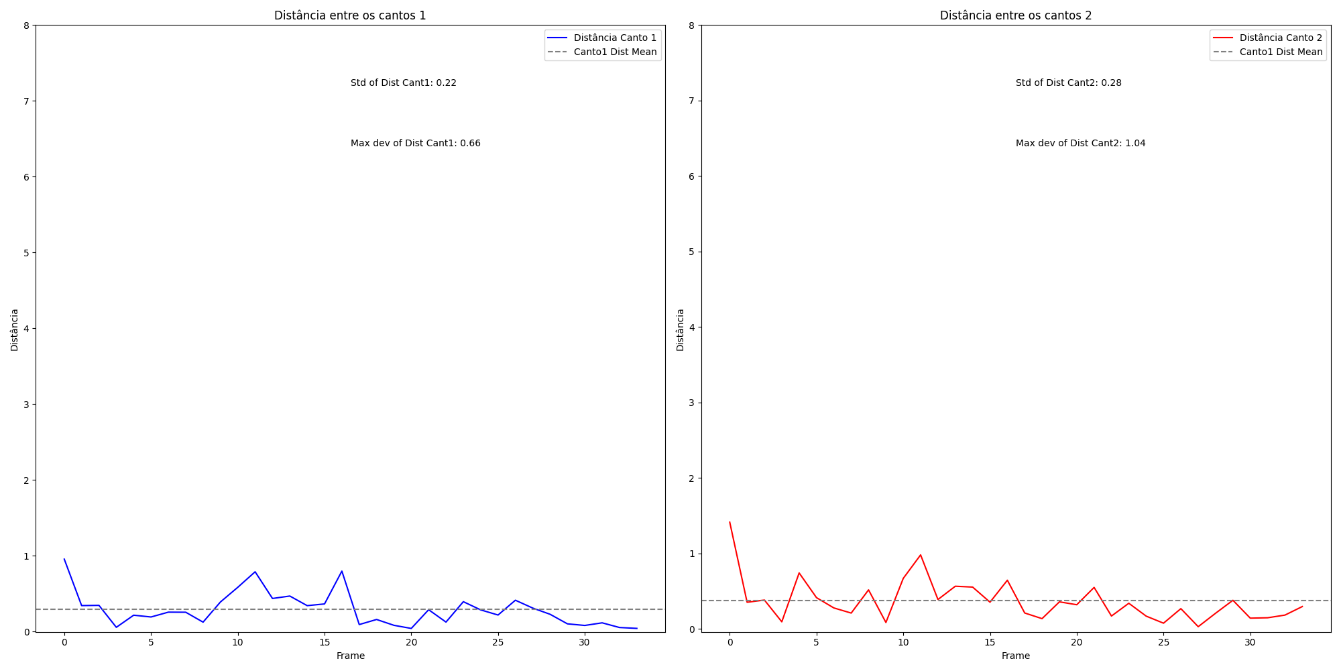 Distância entre os cantos 1
Distância Canto 1
Canto1 Dist Mean
Std of Dist Cant1: 0.22
Max dev of Dist Cant1: 0.66
Distância
8
7
6
5
4
3
2
1
0
0 5 10 15 20 25 30
Frame
Distância entre os cantos 2
Distância Canto 2
Canto1 Dist Mean
Std of Dist Cant2: 0.28
Max dev of Dist Cant2: 1.04
Distância
8
7
6
5
4
3
2
1
0
0 5 10 15 20 25 30
Frame